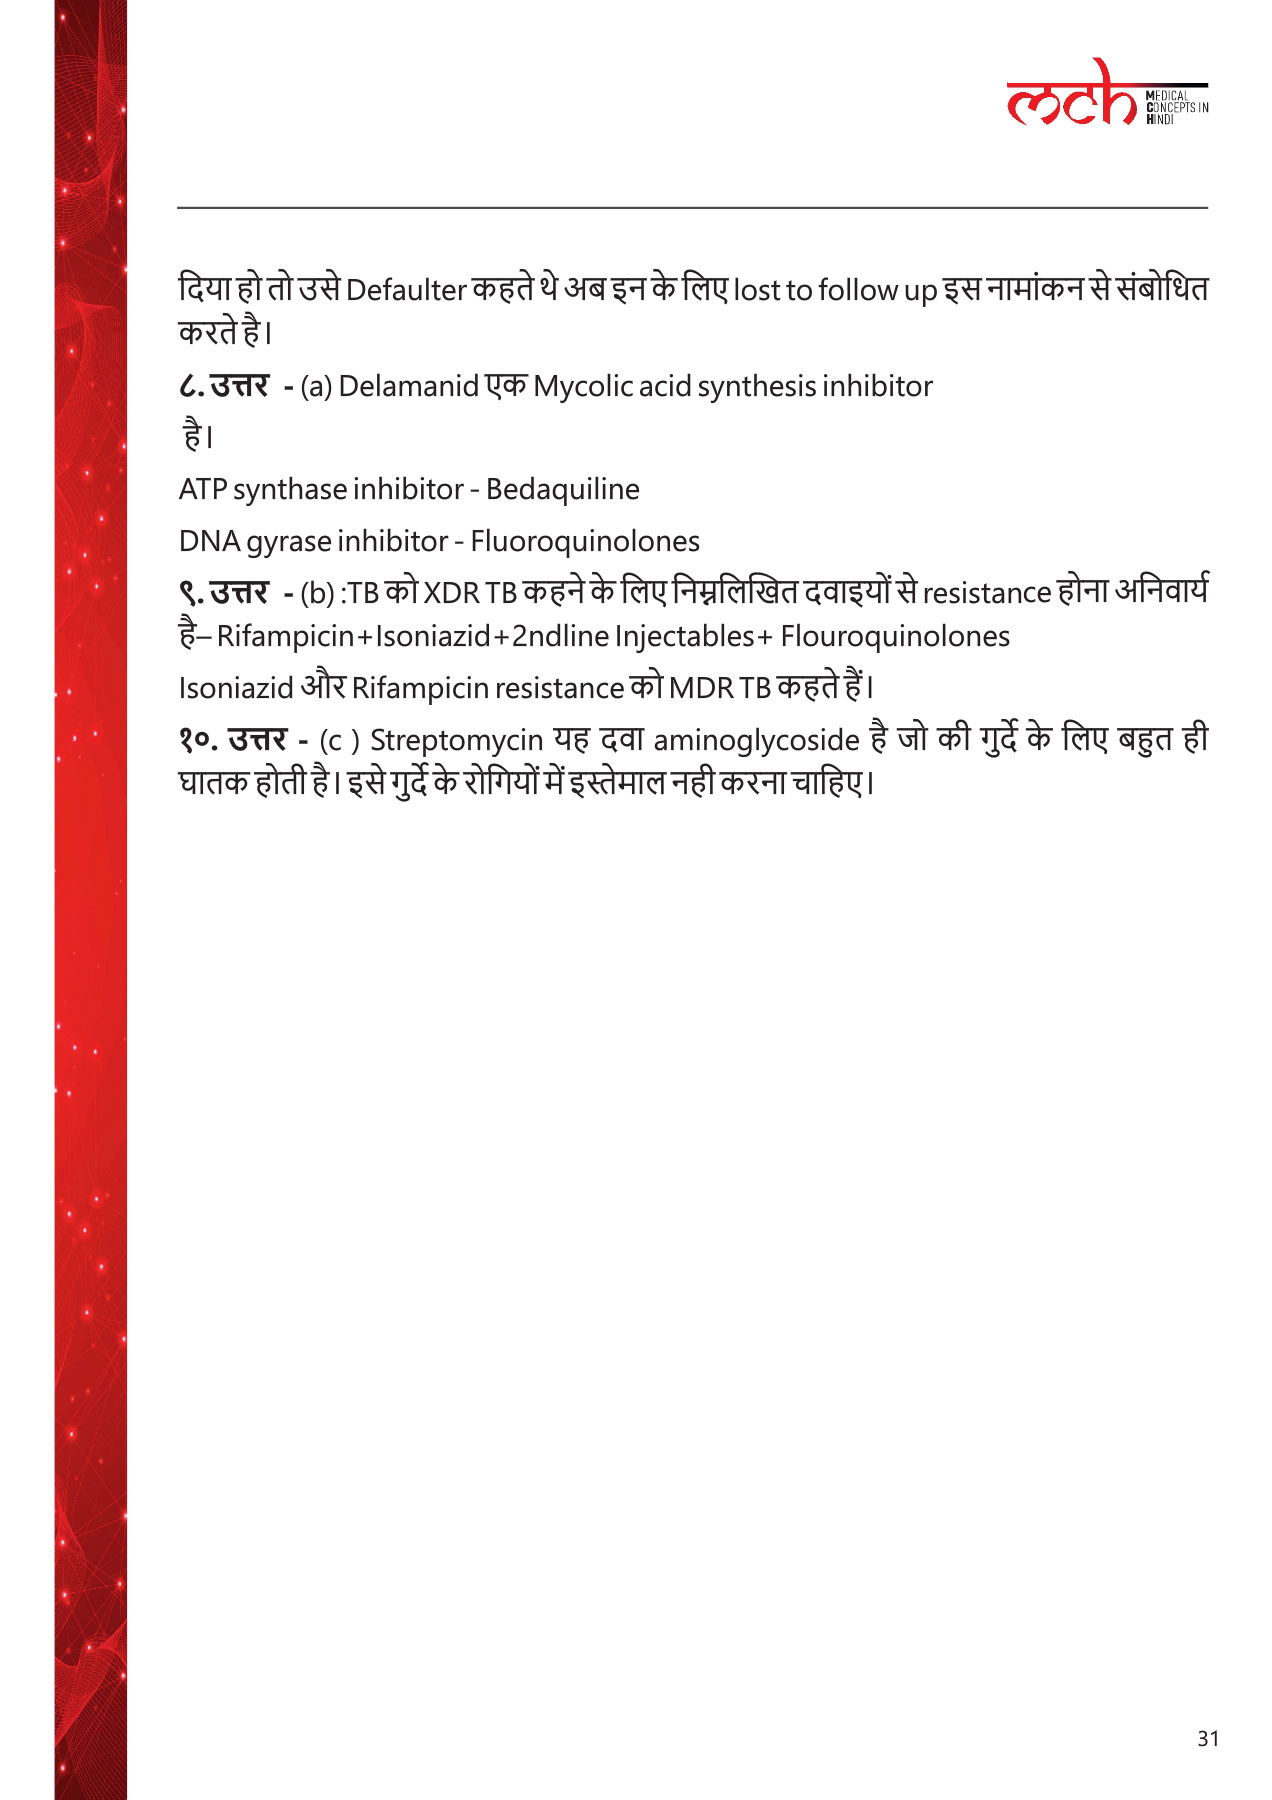 mch MEDICAL
CONCEPTS IN
HINDI
दिया हो तो उसे Defaulter कहते थे अब इन के लिए lost to follow up इस नामांकन से संबोधित
करते है।
८. उत्तर - (a) Delamanid एक Mycolic acid synthesis inhibitor
है।
ATP synthase inhibitor - Bedaquiline
DNA gyrase inhibitor - Fluoroquinolones
९. उत्तर - (b) :TB को XDR TB कहने के लिए निम्नलिखित दवाइयों से resistance होना अनिवार्य
है– Rifampicin+Isoniazid+2ndline Injectables+ Flouroquinolones
Isoniazid और Rifampicin resistance को MDR TB कहते हैं।
१०. उत्तर - (c ) Streptomycin यह दवा aminoglycoside है जो की गुर्दे के लिए बहुत ही
घातक होती है। इसे गुर्दे के रोगियों में इस्तेमाल नही करना चाहिए।
31